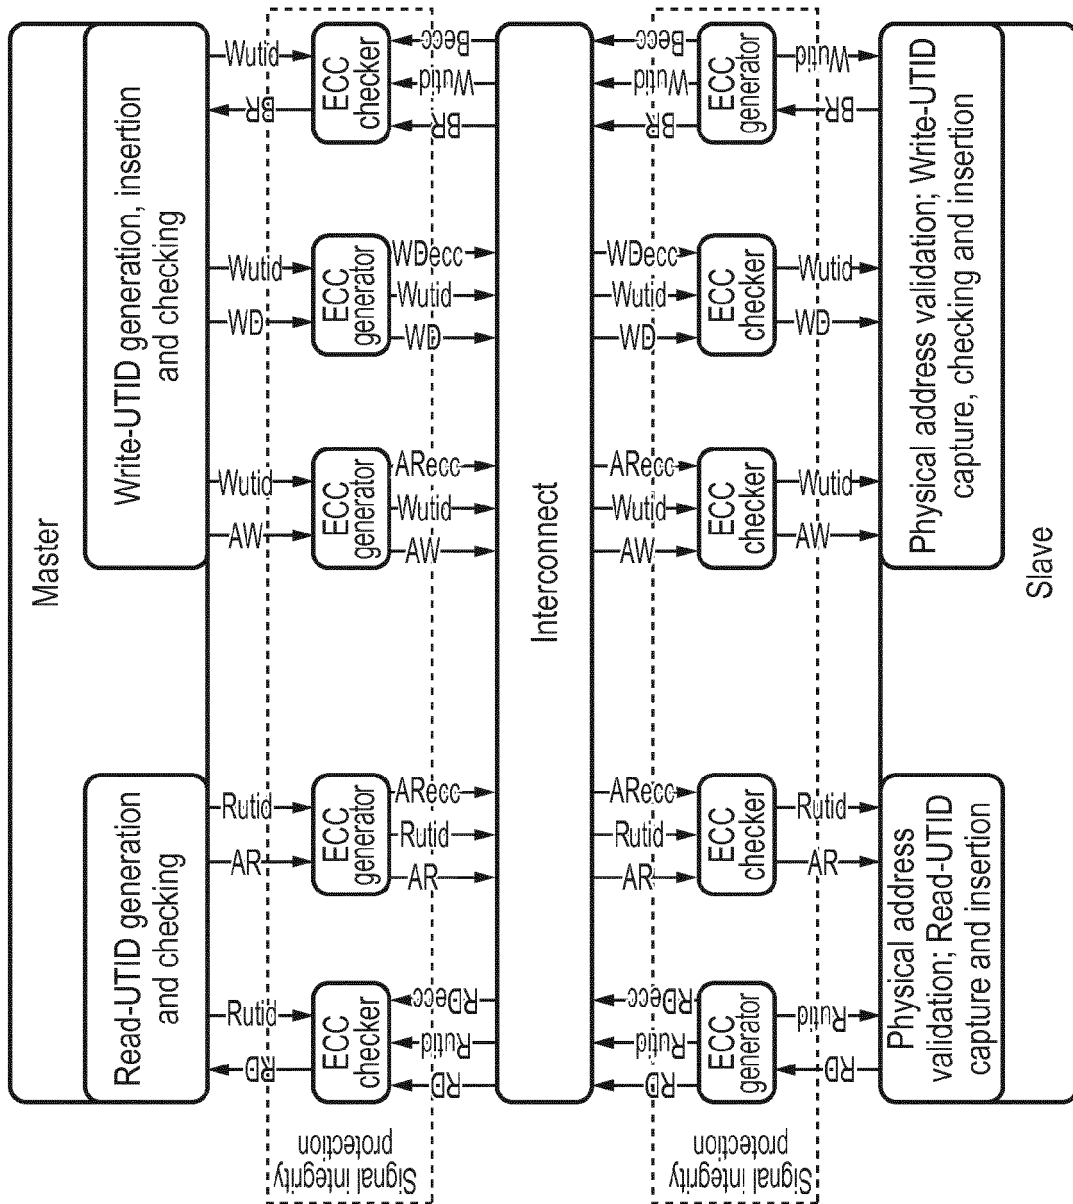 Master
Write-UTID generation, insertion
and checking
Read-UTID generation
and checking
Wutid
BR
Wutid
WD
Wutid
AW
Rutid
AR
Rutid
RD
ECC
checker
ECC
generator
ECC
generator
ECC
generator
ECC
checker
Becc
Wutid
BR
WDecc
Wutid
WD
ARecc
Wutid
AW
ARecc
Rutid
AR
RDecc
Rutid
RD
Signal integrity
protection
Interconnect
Becc
Wutid
BR
WDecc
Wutid
WD
ARecc
Wutid
AW
ARecc
Rutid
AR
RDecc
Rutid
RD
ECC
generator
ECC
checker
ECC
checker
ECC
checker
ECC
generator
Signal integrity
protection
Wutid
BR
Wutid
WD
Wutid
AW
Rutid
AR
Rutid
RD
Physical address validation; Write-UTID
capture, checking and insertion
Physical address
validation; Read-UTID
capture and insertion
Slave